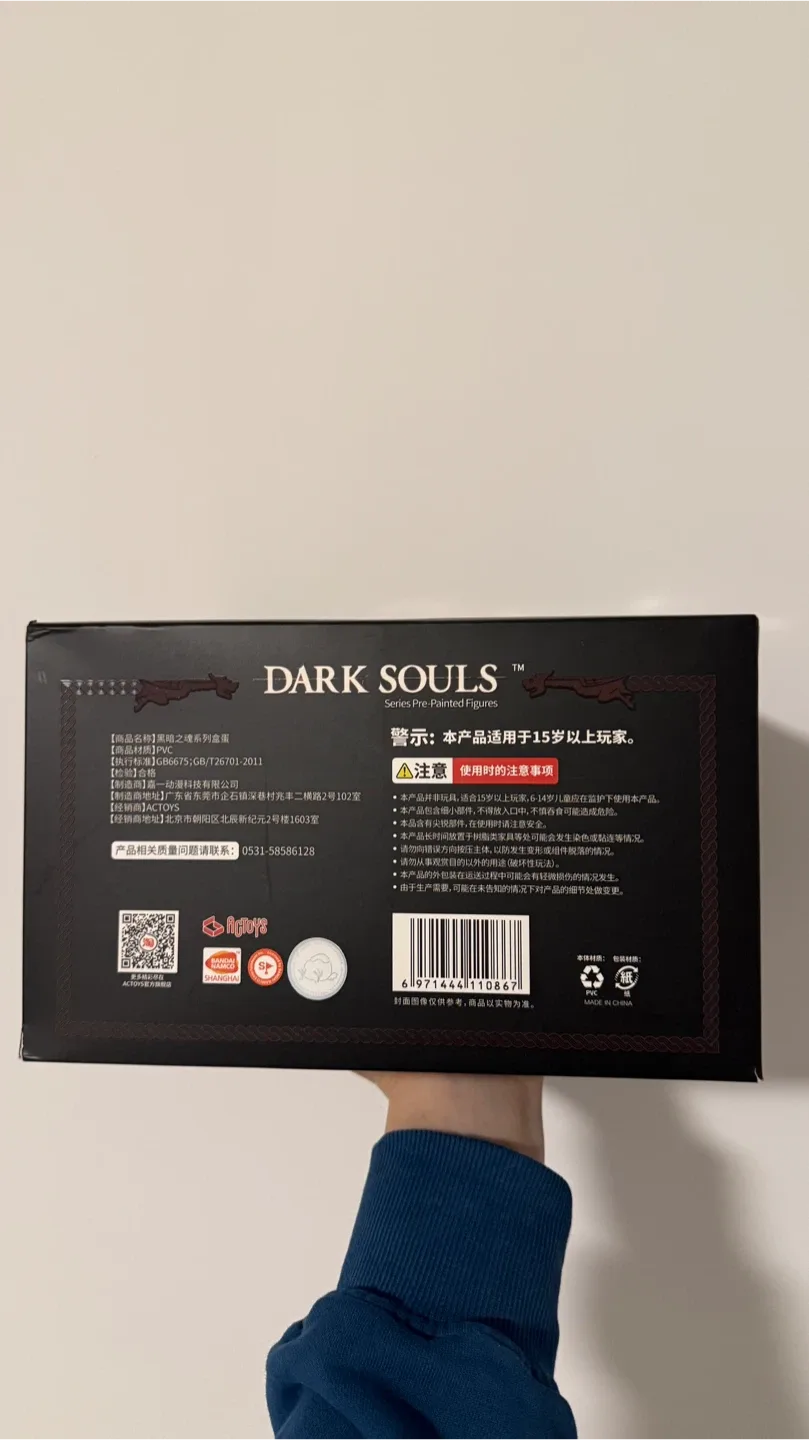 DARK SOULS™
Series Pre-Painted Figures
【商品名称】黑暗之魂系列盒蛋
【商品材质】PVC
【执行标准】GB6675;GB/T26701-2011
【检验】合格
【制造商】嘉一动漫科技有限公司
【制造商地址】广东省东莞市企石镇深巷村兆丰二横路2号102室
【经销商】ACTOYS
【经销商地址】北京市朝阳区北辰新纪元2号楼1603室
产品相关质量问题请联系：0531-58586128
警示: 本产品适用于15岁以上玩家。
注意 使用时的注意事项
• 本产品并非玩具,适合15岁以上玩家,6-14岁儿童应在监护下使用本产品。
• 本产品包含细小部件,不得放入口中,不慎吞食可能造成危险。
• 本品含有尖锐部件,在使用时请注意安全。
• 本产品长时间放置于树脂类家具等处可能会发生染色或黏连等情况。
• 请勿向错误方向按压主体,以防发生变形或组件脱落的情况。
• 请勿从事观赏目的以外的用途(破坏性玩法)。
• 本产品的外包装在运送过程中可能会有轻微损伤的情况发生。
• 由于生产需要,可能在未告知的情况下对产品的细节处做变更。
更多精彩尽在
ACTOYS官方旗舰店
ACTOYS
BANDAI
NAMCO
SHANGHAI
SP
6 971444 110867
封面图像仅供参考，商品以实物为准。
本体材质: 包装材质:
紙
PVC 纸
MADE IN CHINA